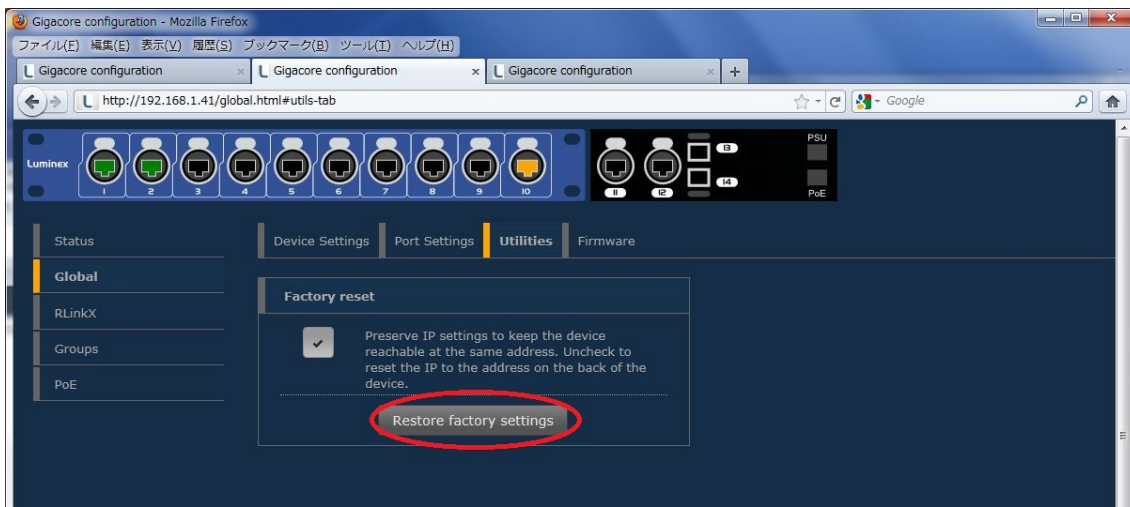 Gigacore configuration - Mozilla Firefox
ファイル(F) 編集(E) 表示(V) 履歴(S) ブックマーク(B) ツール(T) ヘルプ(H)
Gigacore configuration × Gigacore configuration × Gigacore configuration × +
http://192.168.1.41/global.html#utils-tab Google
Luminex 1 2 3 4 5 6 7 8 9 10 11 12 13 14 PSU PoE
Status
Global
RLinkX
Groups
PoE
Device Settings Port Settings Utilities Firmware
Factory reset
Preserve IP settings to keep the device
reachable at the same address. Uncheck to
reset the IP to the address on the back of the
device.
Restore factory settings